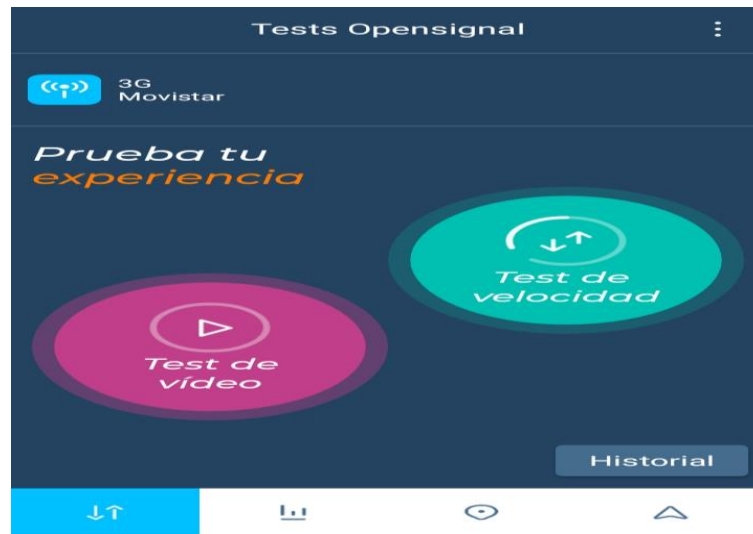 Tests Opensignal
3G
Movistar
Prueba tu
experiencia
Test de
velocidad
Test de
vídeo
Historial